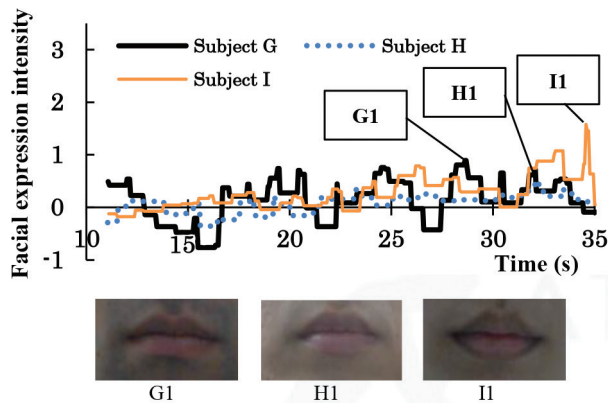 Facial expression intensity
3
2
1
0
-1
Subject G
Subject H
Subject I
G1
H1
I1
10
15
20
25
30
35
Time (s)
G1
H1
I1